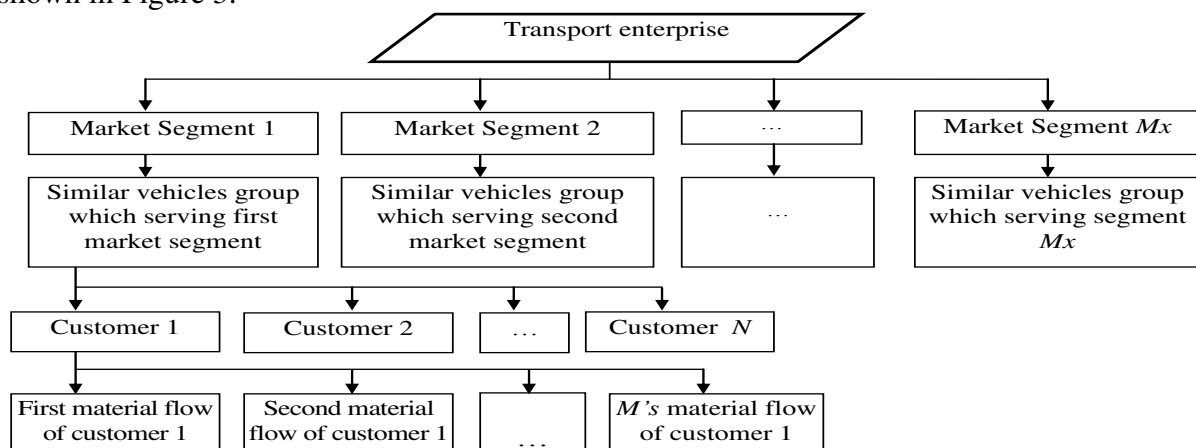 shown in Figure 3.
Transport enterprise
Market Segment 1
Market Segment 2
…
Market Segment Mx
Similar vehicles group
which serving first
market segment
Similar vehicles group
which serving second
market segment
…
Similar vehicles group
which serving segment
Mx
Customer 1
Customer 2
…
Customer N
First material flow
of customer 1
Second material
flow of customer 1
…
M's material flow
of customer 1